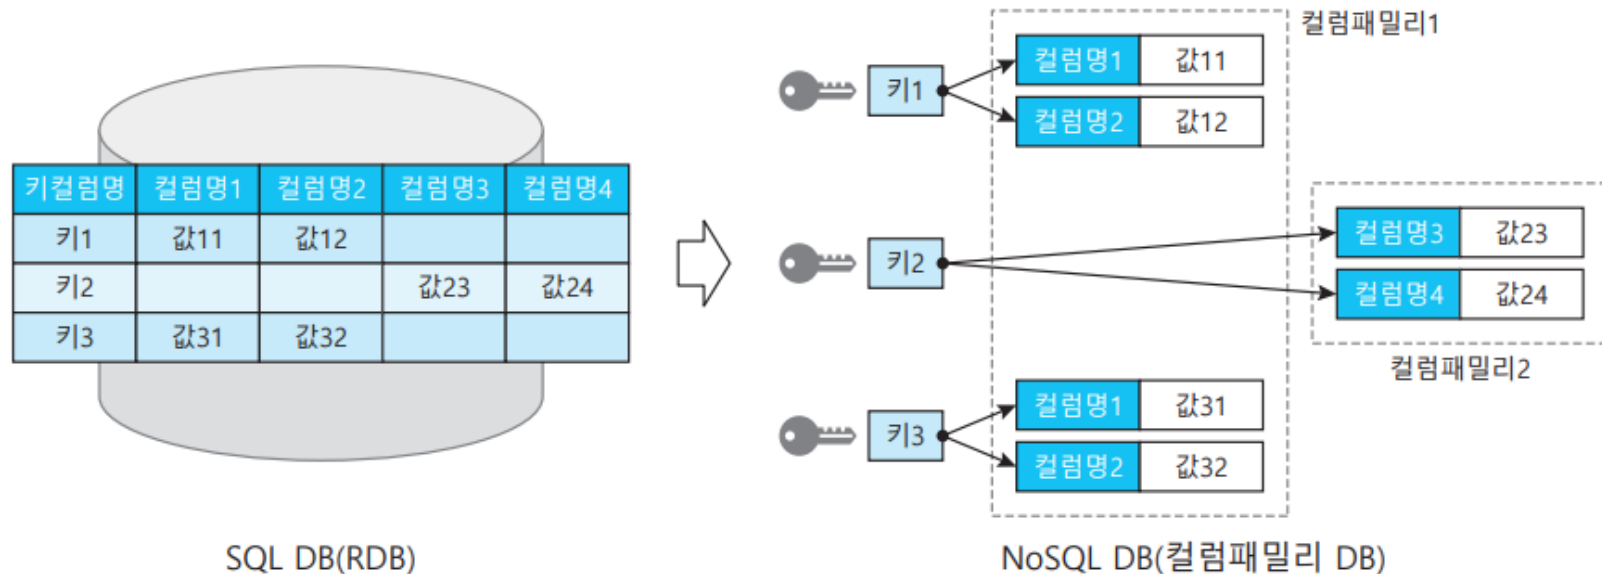 키컬럼명 컬럼명1 컬럼명2 컬럼명3 컬럼명4
키1 값11 값12
키2 값23 값24
키3 값31 값32
SQL DB(RDB)
컬럼패밀리1
키1
컬럼명1 값11
컬럼명2 값12
키2
컬럼명3 값23
컬럼명4 값24
컬럼패밀리2
키3
컬럼명1 값31
컬럼명2 값32
NoSQL DB(컬럼패밀리 DB)